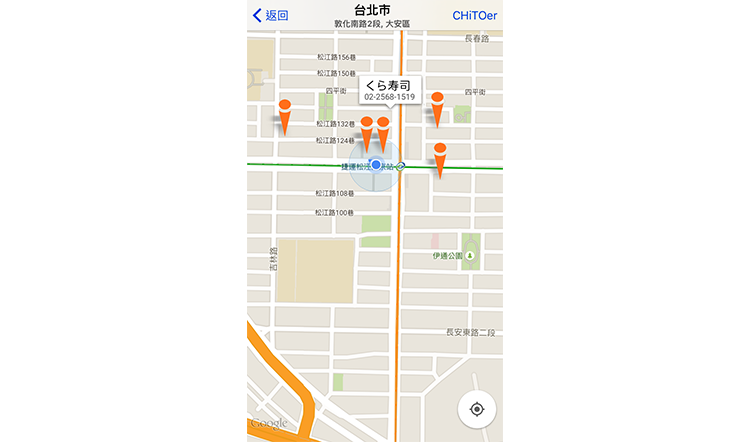 返回
台北市
敦化南路2段, 大安區
CHiTOer
長春路
松江路156巷
松江路150巷
四平街
四平街
くら寿司
02-2568-1519
松江路132巷
松江路124巷
捷運松江
松江路108巷
松江路100巷
吉林路
伊通公園
長安東路二段
Google